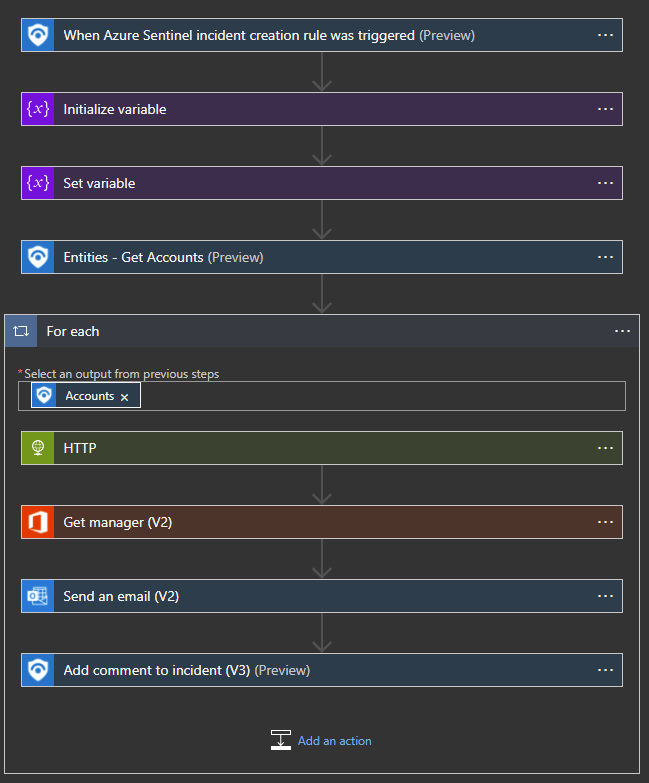 When Azure Sentinel incident creation rule was triggered (Preview)
{x} Initialize variable
{x} Set variable
Entities - Get Accounts (Preview)
For each
*Select an output from previous steps
Accounts ×
HTTP
Get manager (V2)
Send an email (V2)
Add comment to incident (V3) (Preview)
Add an action